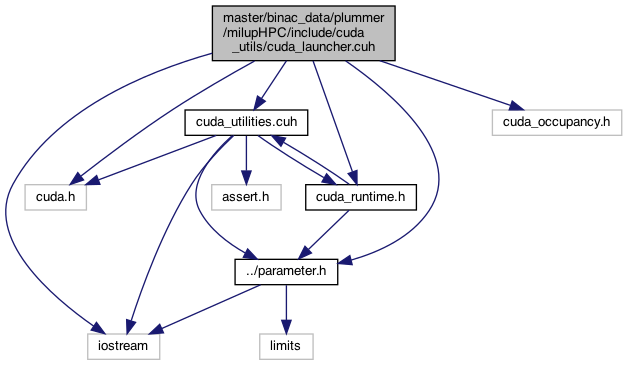 master/binac_data/plummer
/milupHPC/include/cuda
_utils/cuda_launcher.cuh
cuda_utilities.cuh
cuda_occupancy.h
cuda.h
assert.h
cuda_runtime.h
../parameter.h
iostream
limits